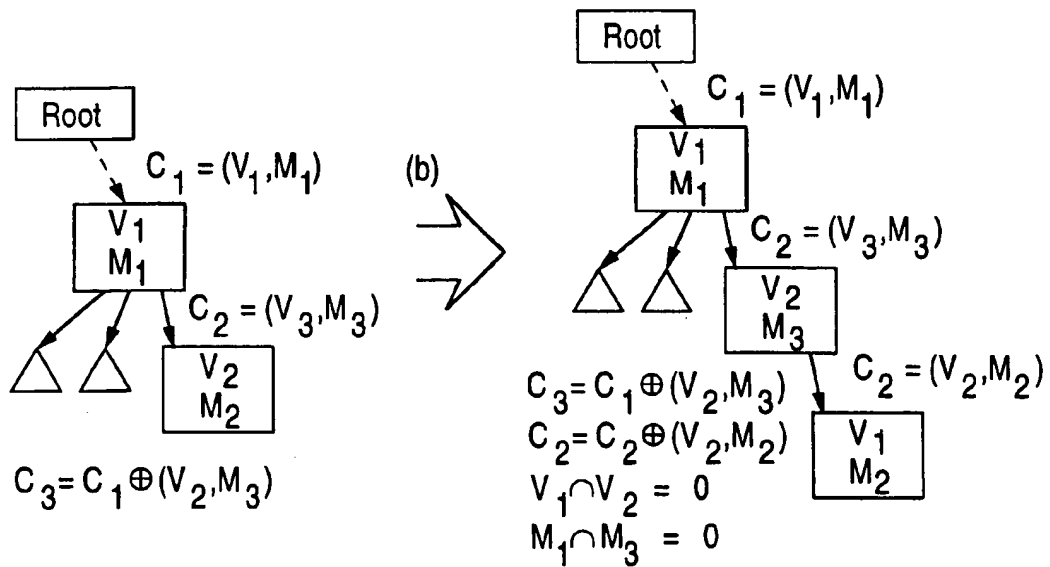 Root
C₁ = (V₁,M₁)
V₁
M₁
C₂ = (V₃,M₃)
V₂
M₂
C₃= C₁⊕(V₂,M₃)
(b)
Root
C₁ = (V₁,M₁)
V₁
M₁
C₂ = (V₃,M₃)
V₂
M₃
C₂ = (V₂,M₂)
V₁
M₂
C₃= C₁⊕(V₂,M₃)
C₂= C₂⊕(V₂,M₂)
V₁∩V₂ = 0
M₁∩M₃ = 0